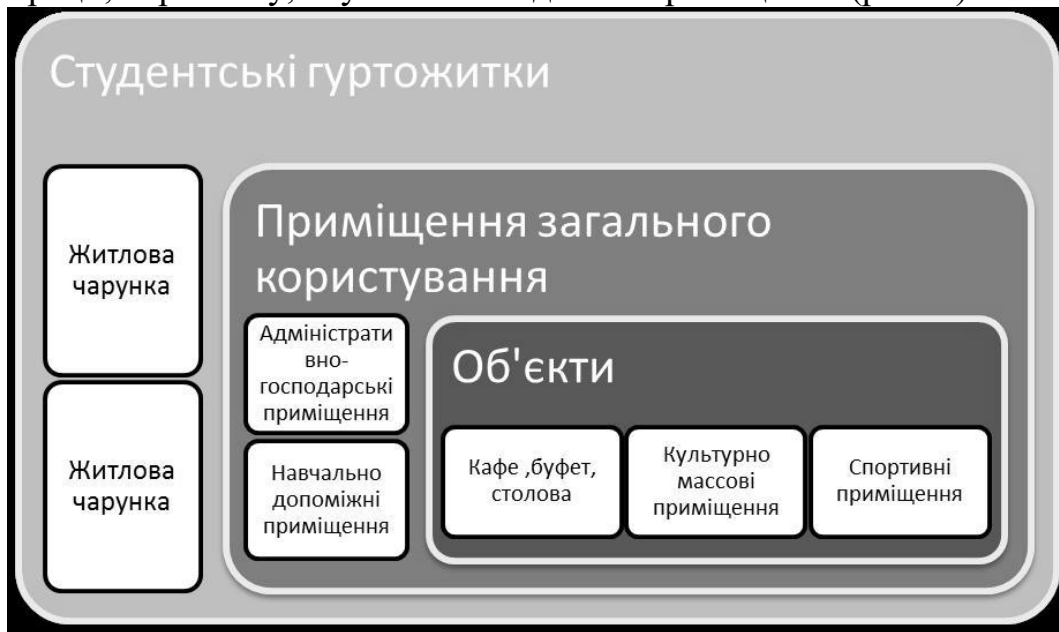 Студентські гуртожитки
Житлова
чарунка
Житлова
чарунка
Приміщення загального
користування
Адміністрати
вно-
господарські
приміщення
Навчально
допоміжні
приміщення
Об'єкти
Кафе ,буфет,
столова
Культурно
массові
приміщення
Спортивні
приміщення